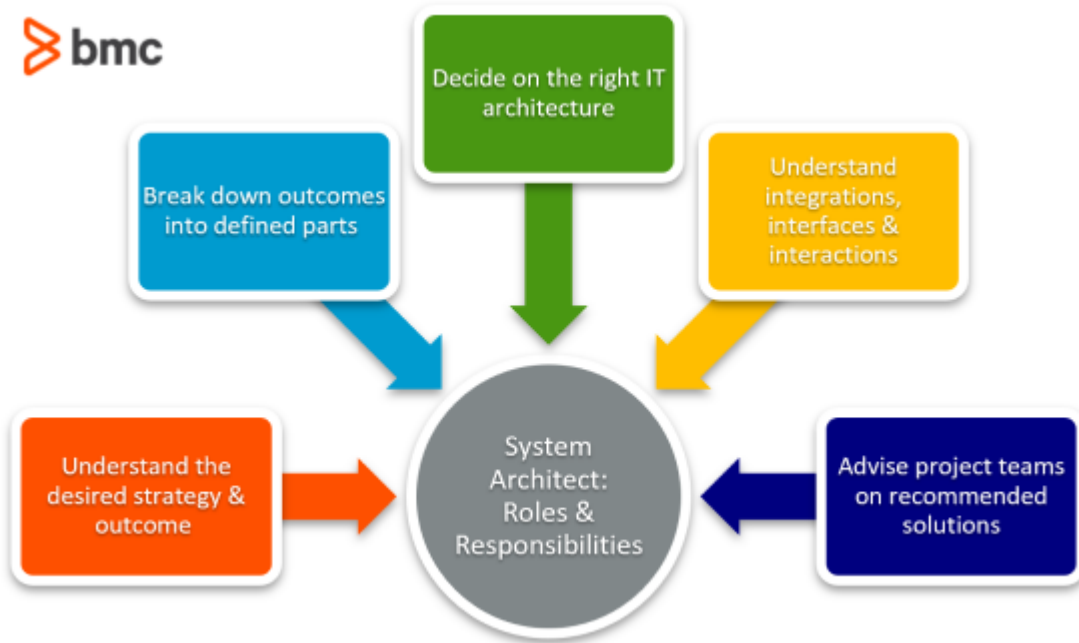 bmc
Decide on the right IT
architecture
Break down outcomes
into defined parts
Understand
integrations,
interfaces &
interactions
Understand the
desired strategy &
outcome
System
Architect:
Roles &
Responsibilities
Advise project teams
on recommended
solutions